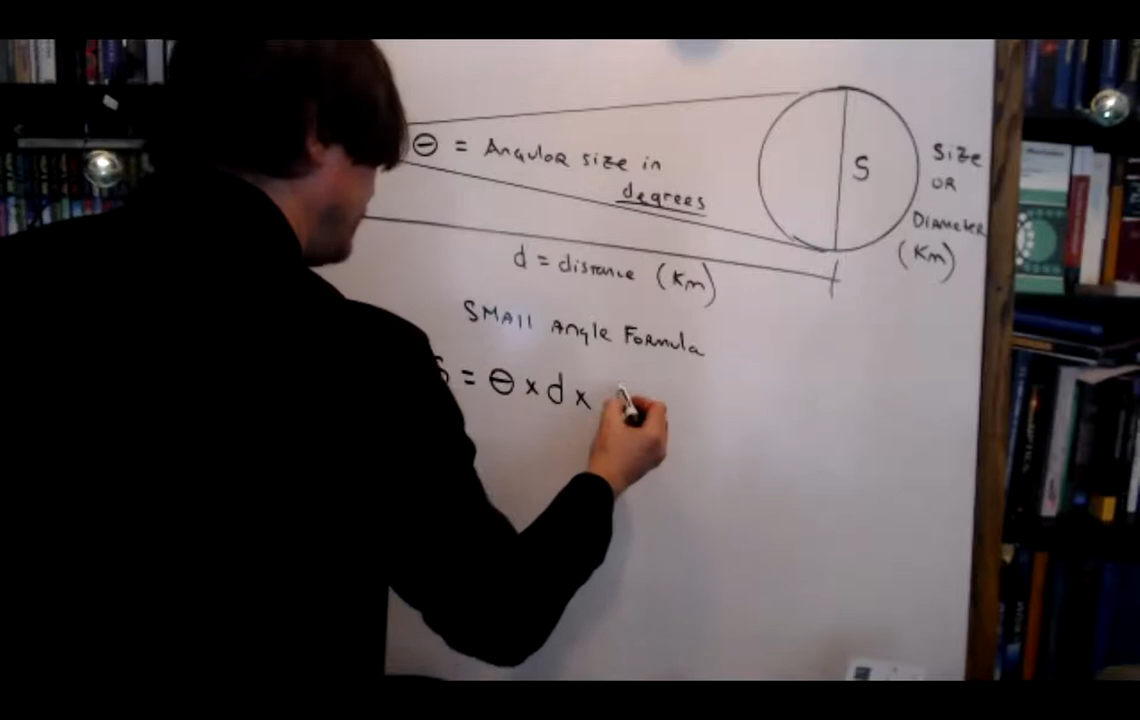 Θ = Angular size in
degrees
S
Size
OR
Diameter
(Km)
d = distance (Km)
Small Angle Formula
S = Θ x d x